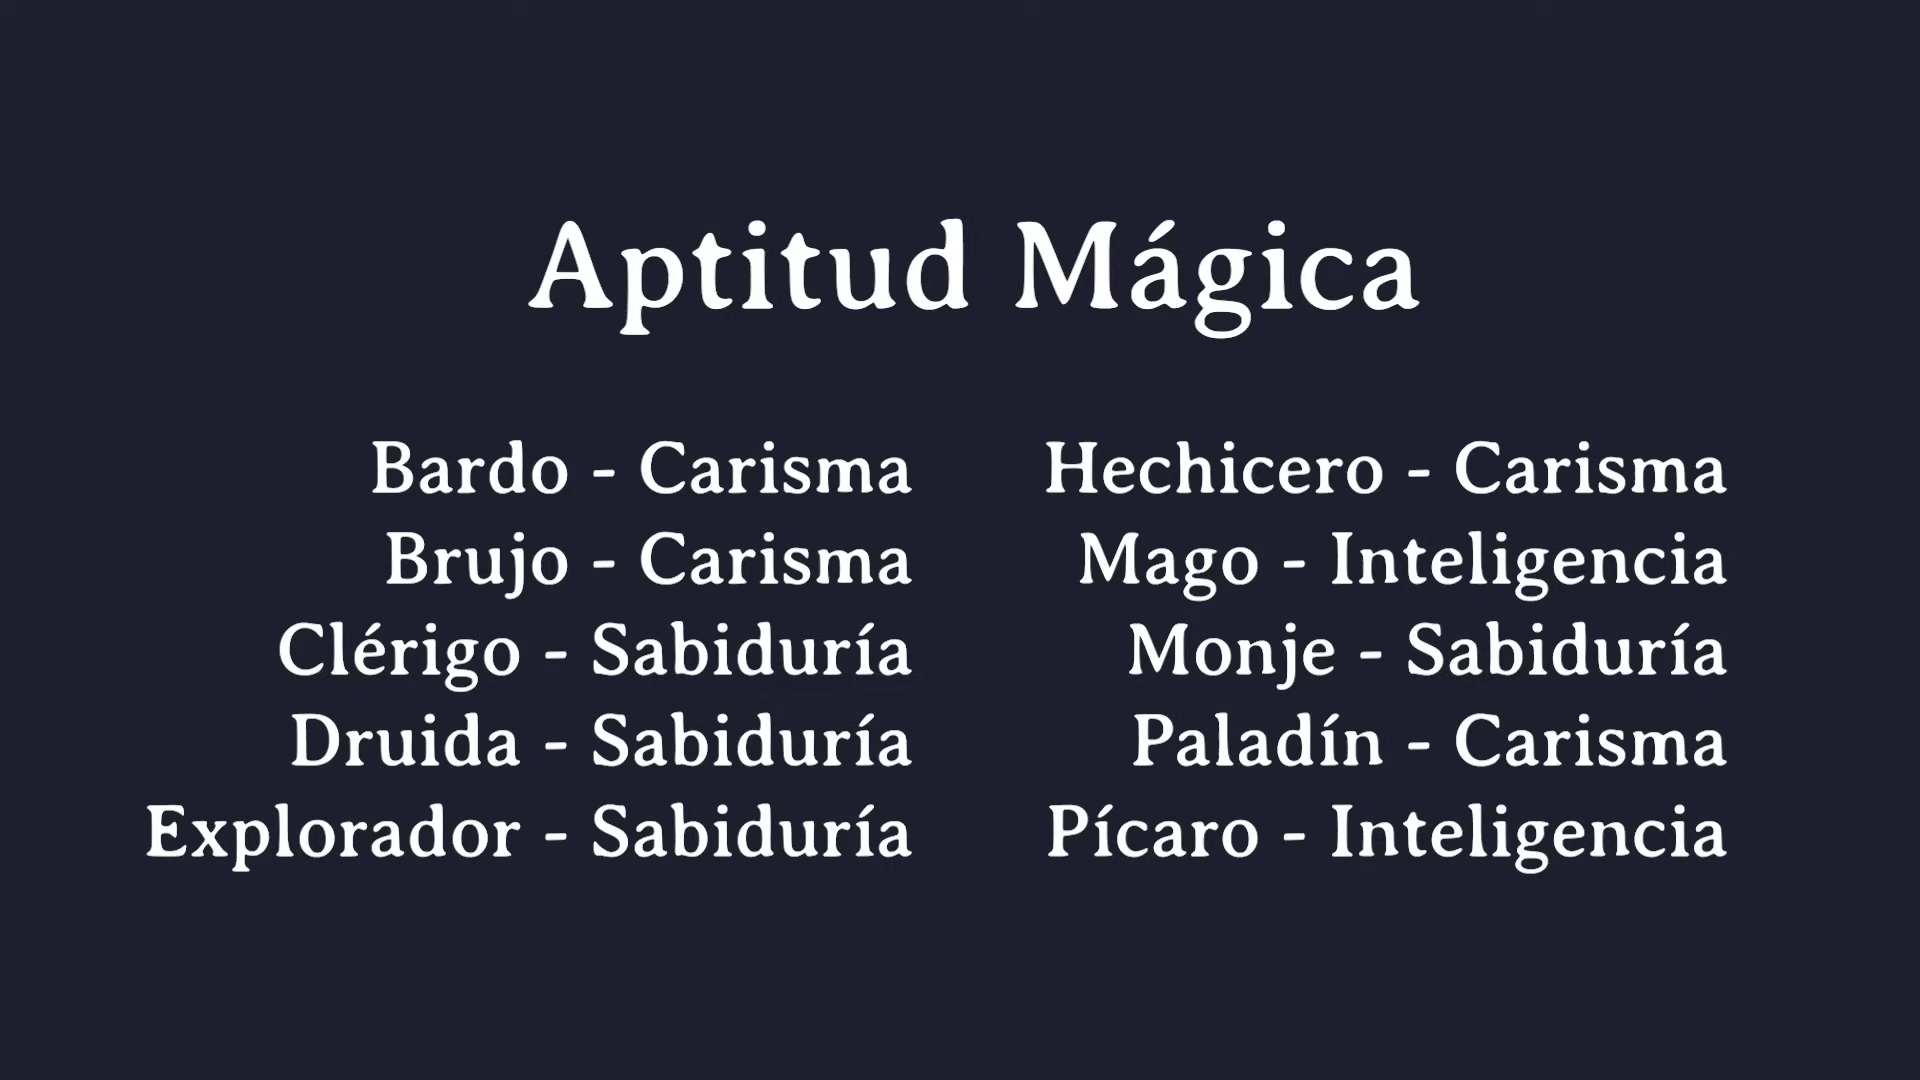 Aptitud Mágica
Bardo - Carisma
Brujo - Carisma
Clérigo - Sabiduría
Druida - Sabiduría
Explorador - Sabiduría
Hechicero - Carisma
Mago - Inteligencia
Monje - Sabiduría
Paladín - Carisma
Pícaro - Inteligencia